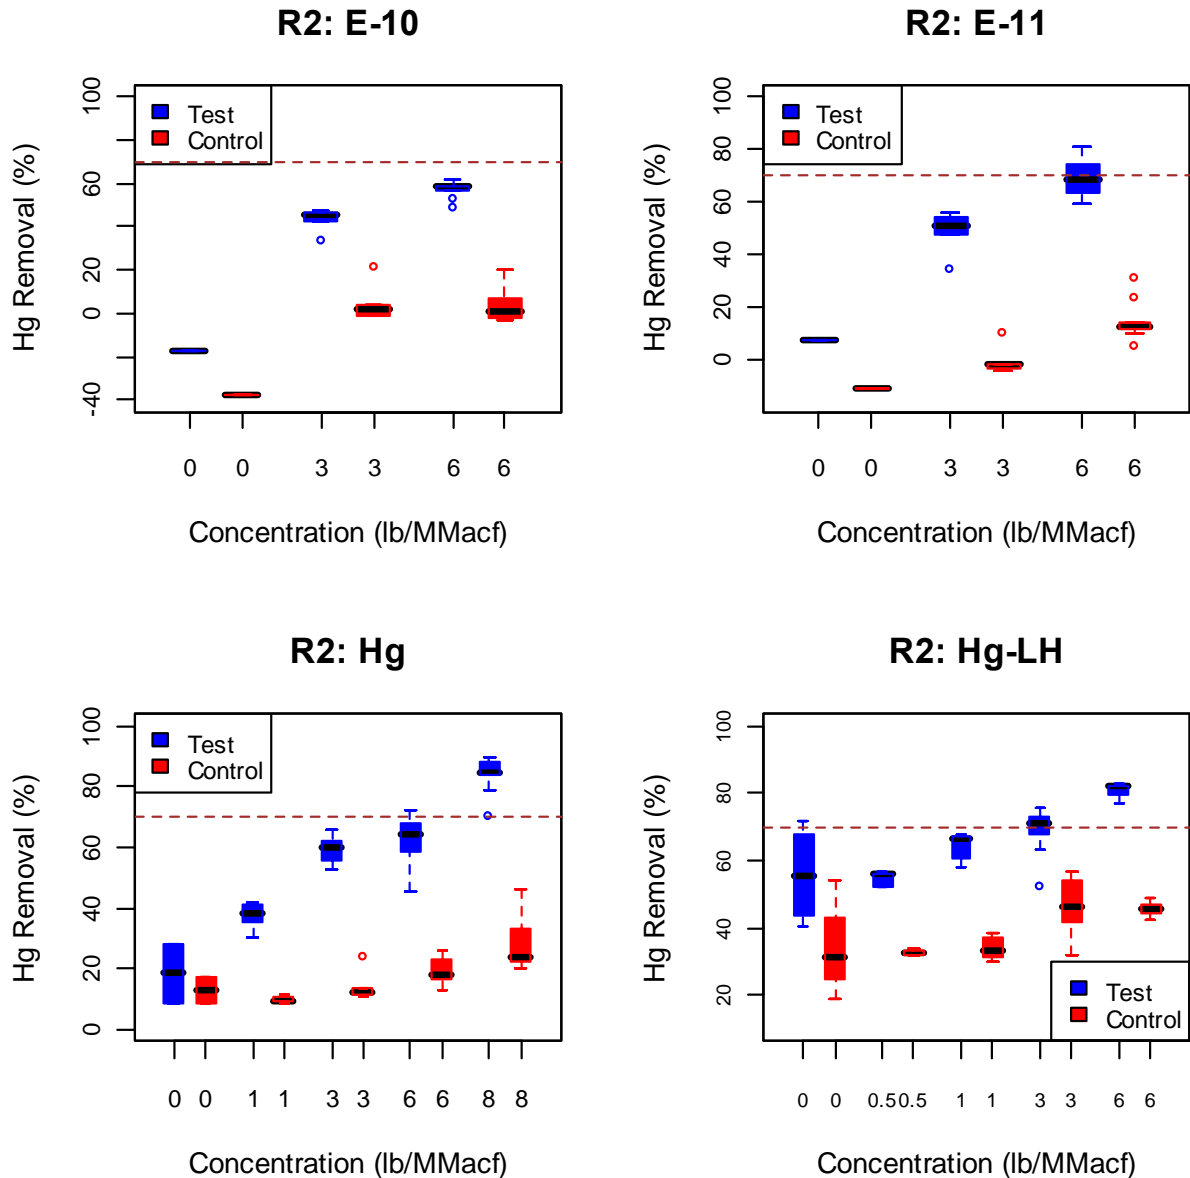 R2: E-10
Hg Removal (%)
100
60
20
0
-40
Test
Control
0 0 3 3 6 6
Concentration (lb/MMacf)
R2: E-11
Hg Removal (%)
100
80
60
40
20
0
Test
Control
0 0 3 3 6 6
Concentration (lb/MMacf)
R2: Hg
Hg Removal (%)
100
80
60
40
20
0
Test
Control
0 0 1 1 3 3 6 6 8 8
Concentration (lb/MMacf)
R2: Hg-LH
Hg Removal (%)
100
80
60
40
20
Test
Control
0 0 0.5 0.5 1 1 3 3 6 6
Concentration (lb/MMacf)